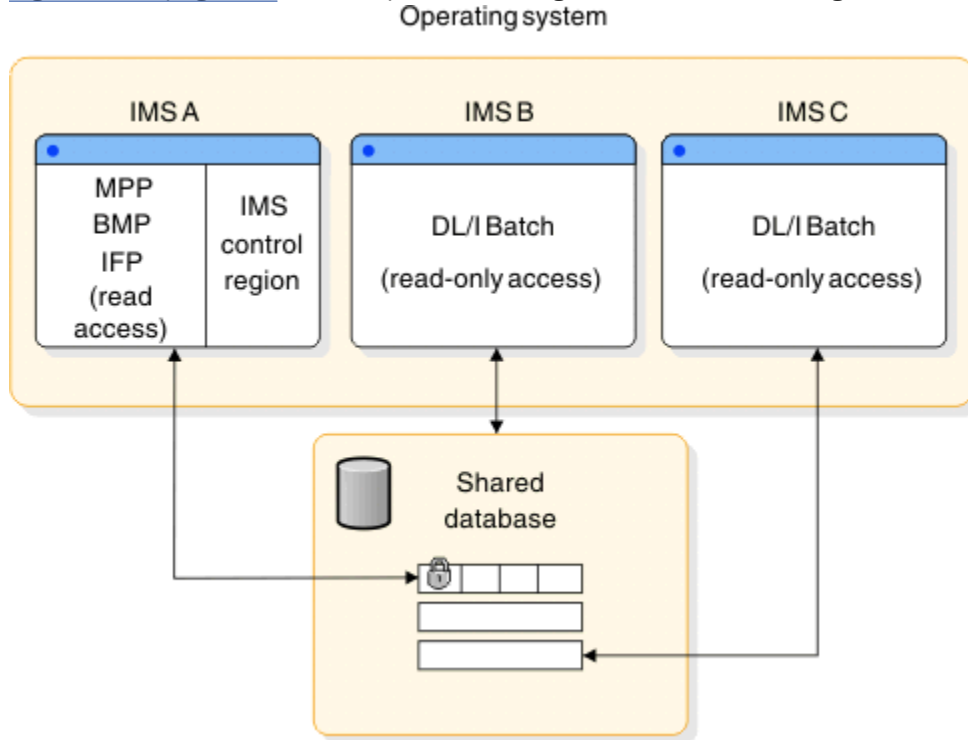 Operating system
IMS A
IMS B
IMS C
MPP
BMP
IFP
(read
access)
IMS
control
region
DL/I Batch
(read-only access)
DL/I Batch
(read-only access)
Shared
database